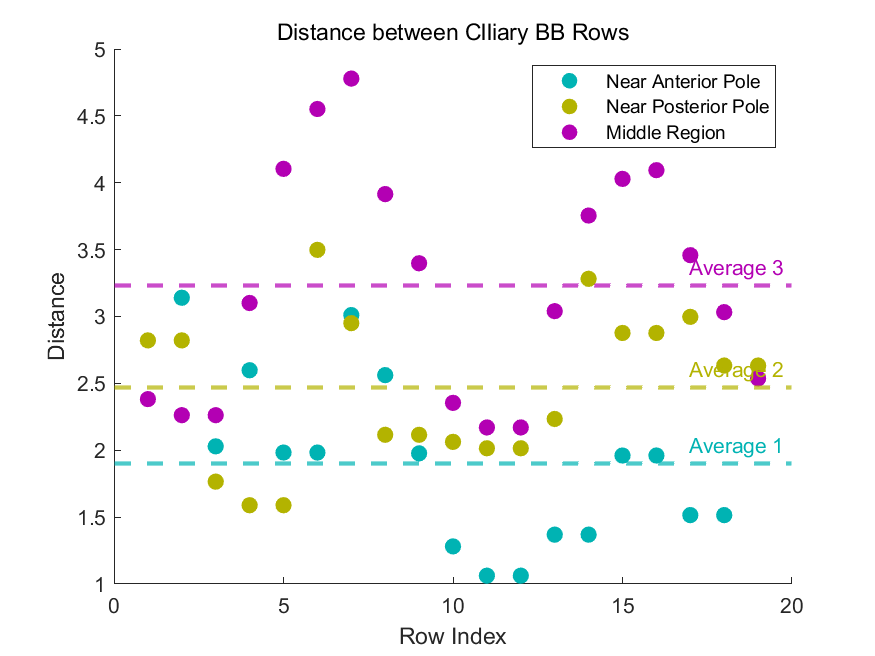 Distance between CIliary BB Rows
5
4.5
4
3.5
3
2.5
2
1.5
1
Distance
Near Anterior Pole
Near Posterior Pole
Middle Region
Average 3
Average 2
Average 1
0
5
10
15
20
Row Index